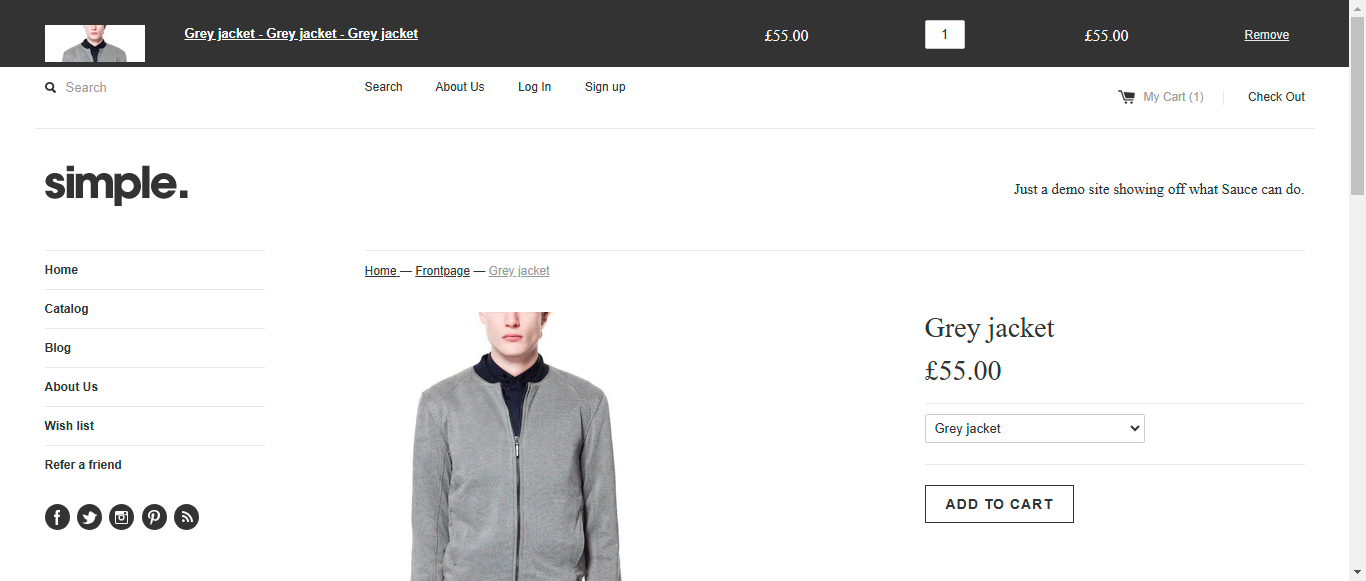 Grey jacket - Grey jacket - Grey jacket £55.00 1 £55.00 Remove
Search Search About Us Log In Sign up My Cart (1) Check Out
simple.
Just a demo site showing off what Sauce can do.
Home
Catalog
Blog
About Us
Wish list
Refer a friend
Home — Frontpage — Grey jacket
Grey jacket
£55.00
Grey jacket
ADD TO CART